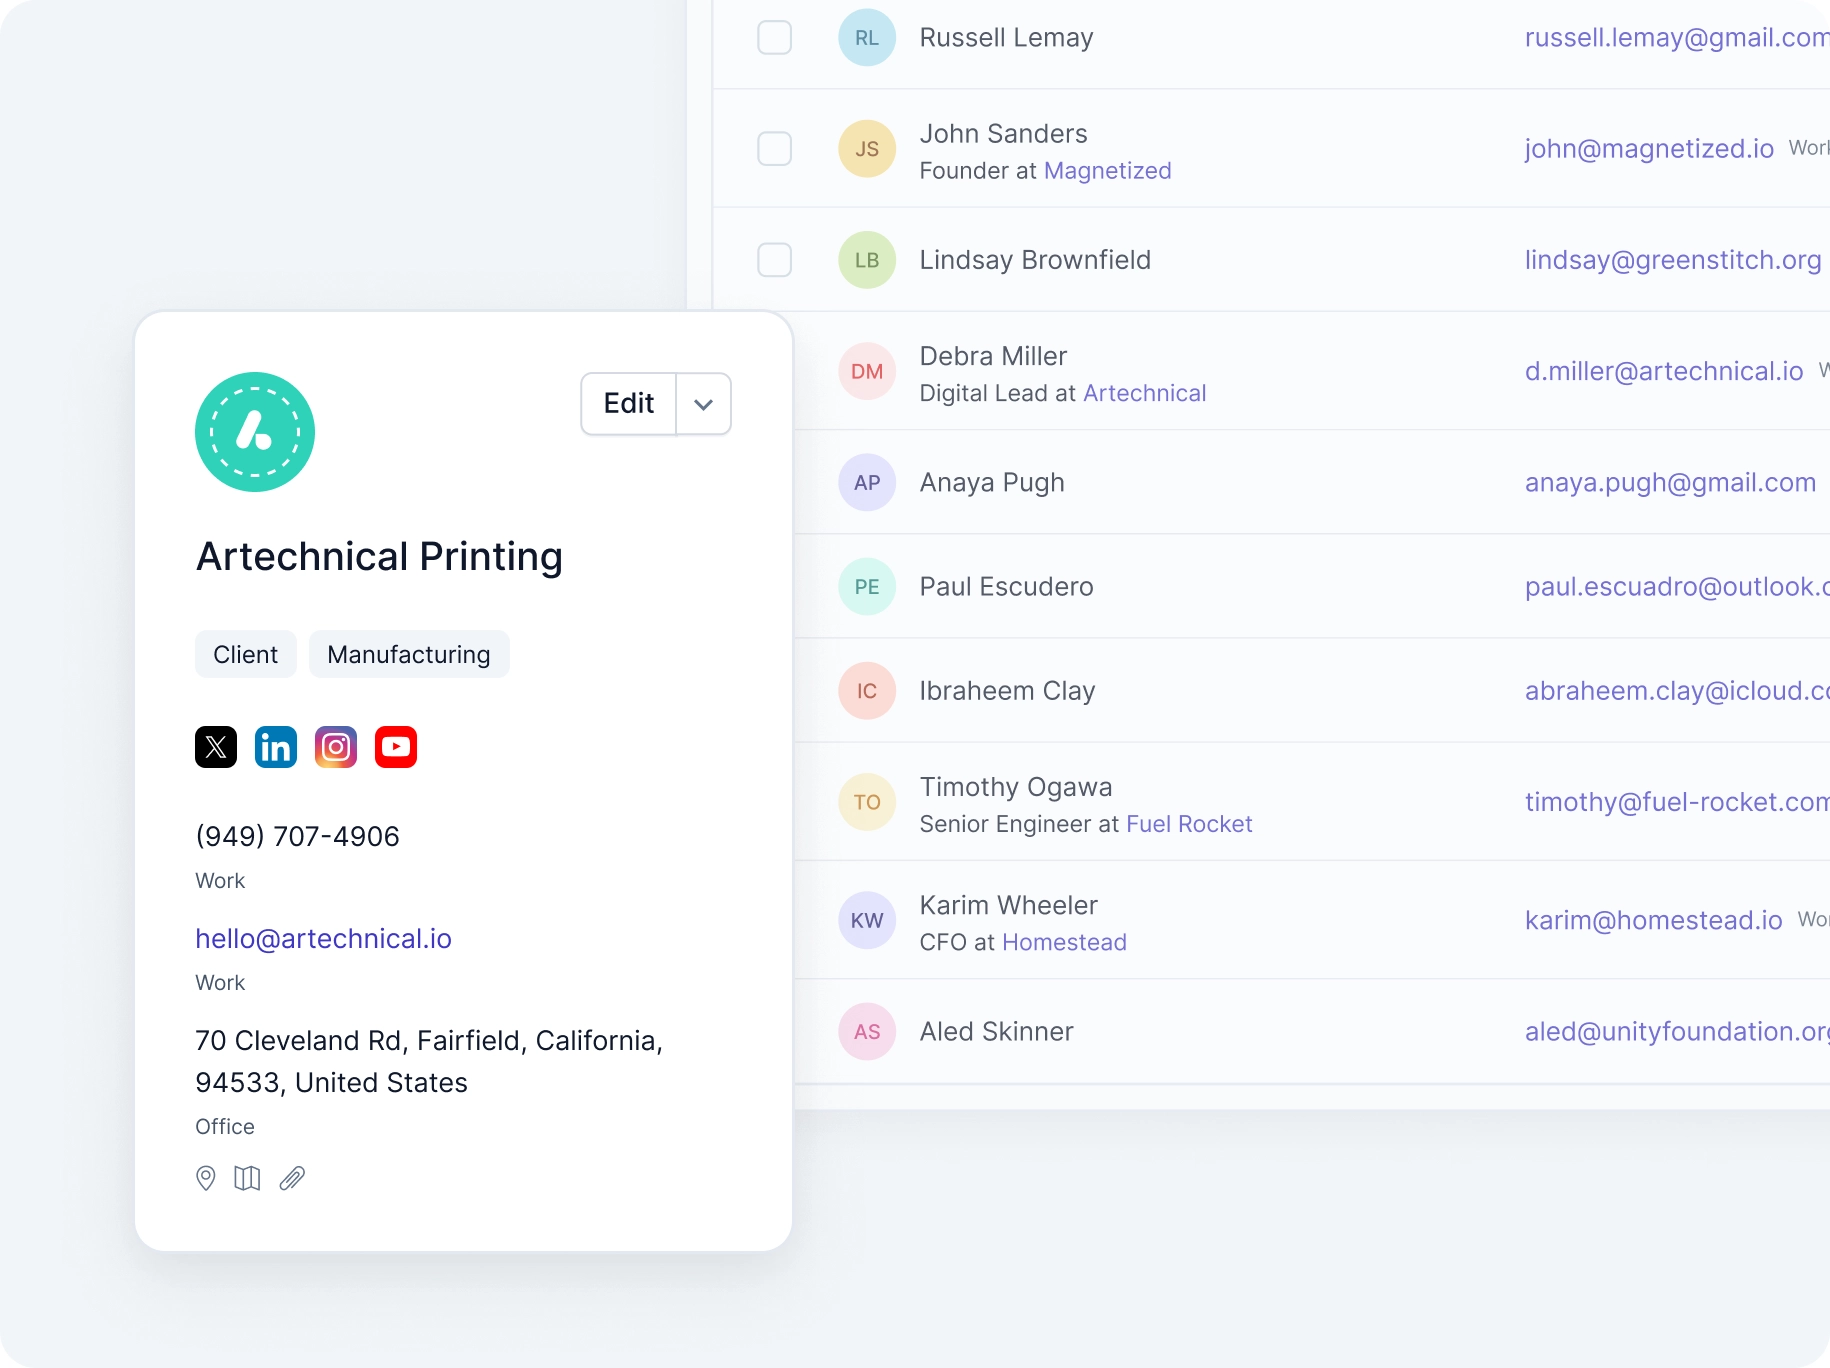 RL Russell Lemay russell.lemay@gmail.com
JS John Sanders john@magnetized.io
Founder at Magnetized
LB Lindsay Brownfield lindsay@greenstitch.org
DM Debra Miller d.miller@artechnical.io
Digital Lead at Artechnical
AP Anaya Pugh anaya.pugh@gmail.com
PE Paul Escudero paul.escuadro@outlook.c
IC Ibraheem Clay abraheem.clay@icloud.co
TO Timothy Ogawa timothy@fuel-rocket.com
Senior Engineer at Fuel Rocket
KW Karim Wheeler karim@homestead.io
CFO at Homestead
AS Aled Skinner aled@unityfoundation.org
Edit
Artechnical Printing
Client Manufacturing
(949) 707-4906
Work
hello@artechnical.io
Work
70 Cleveland Rd, Fairfield, California,
94533, United States
Office